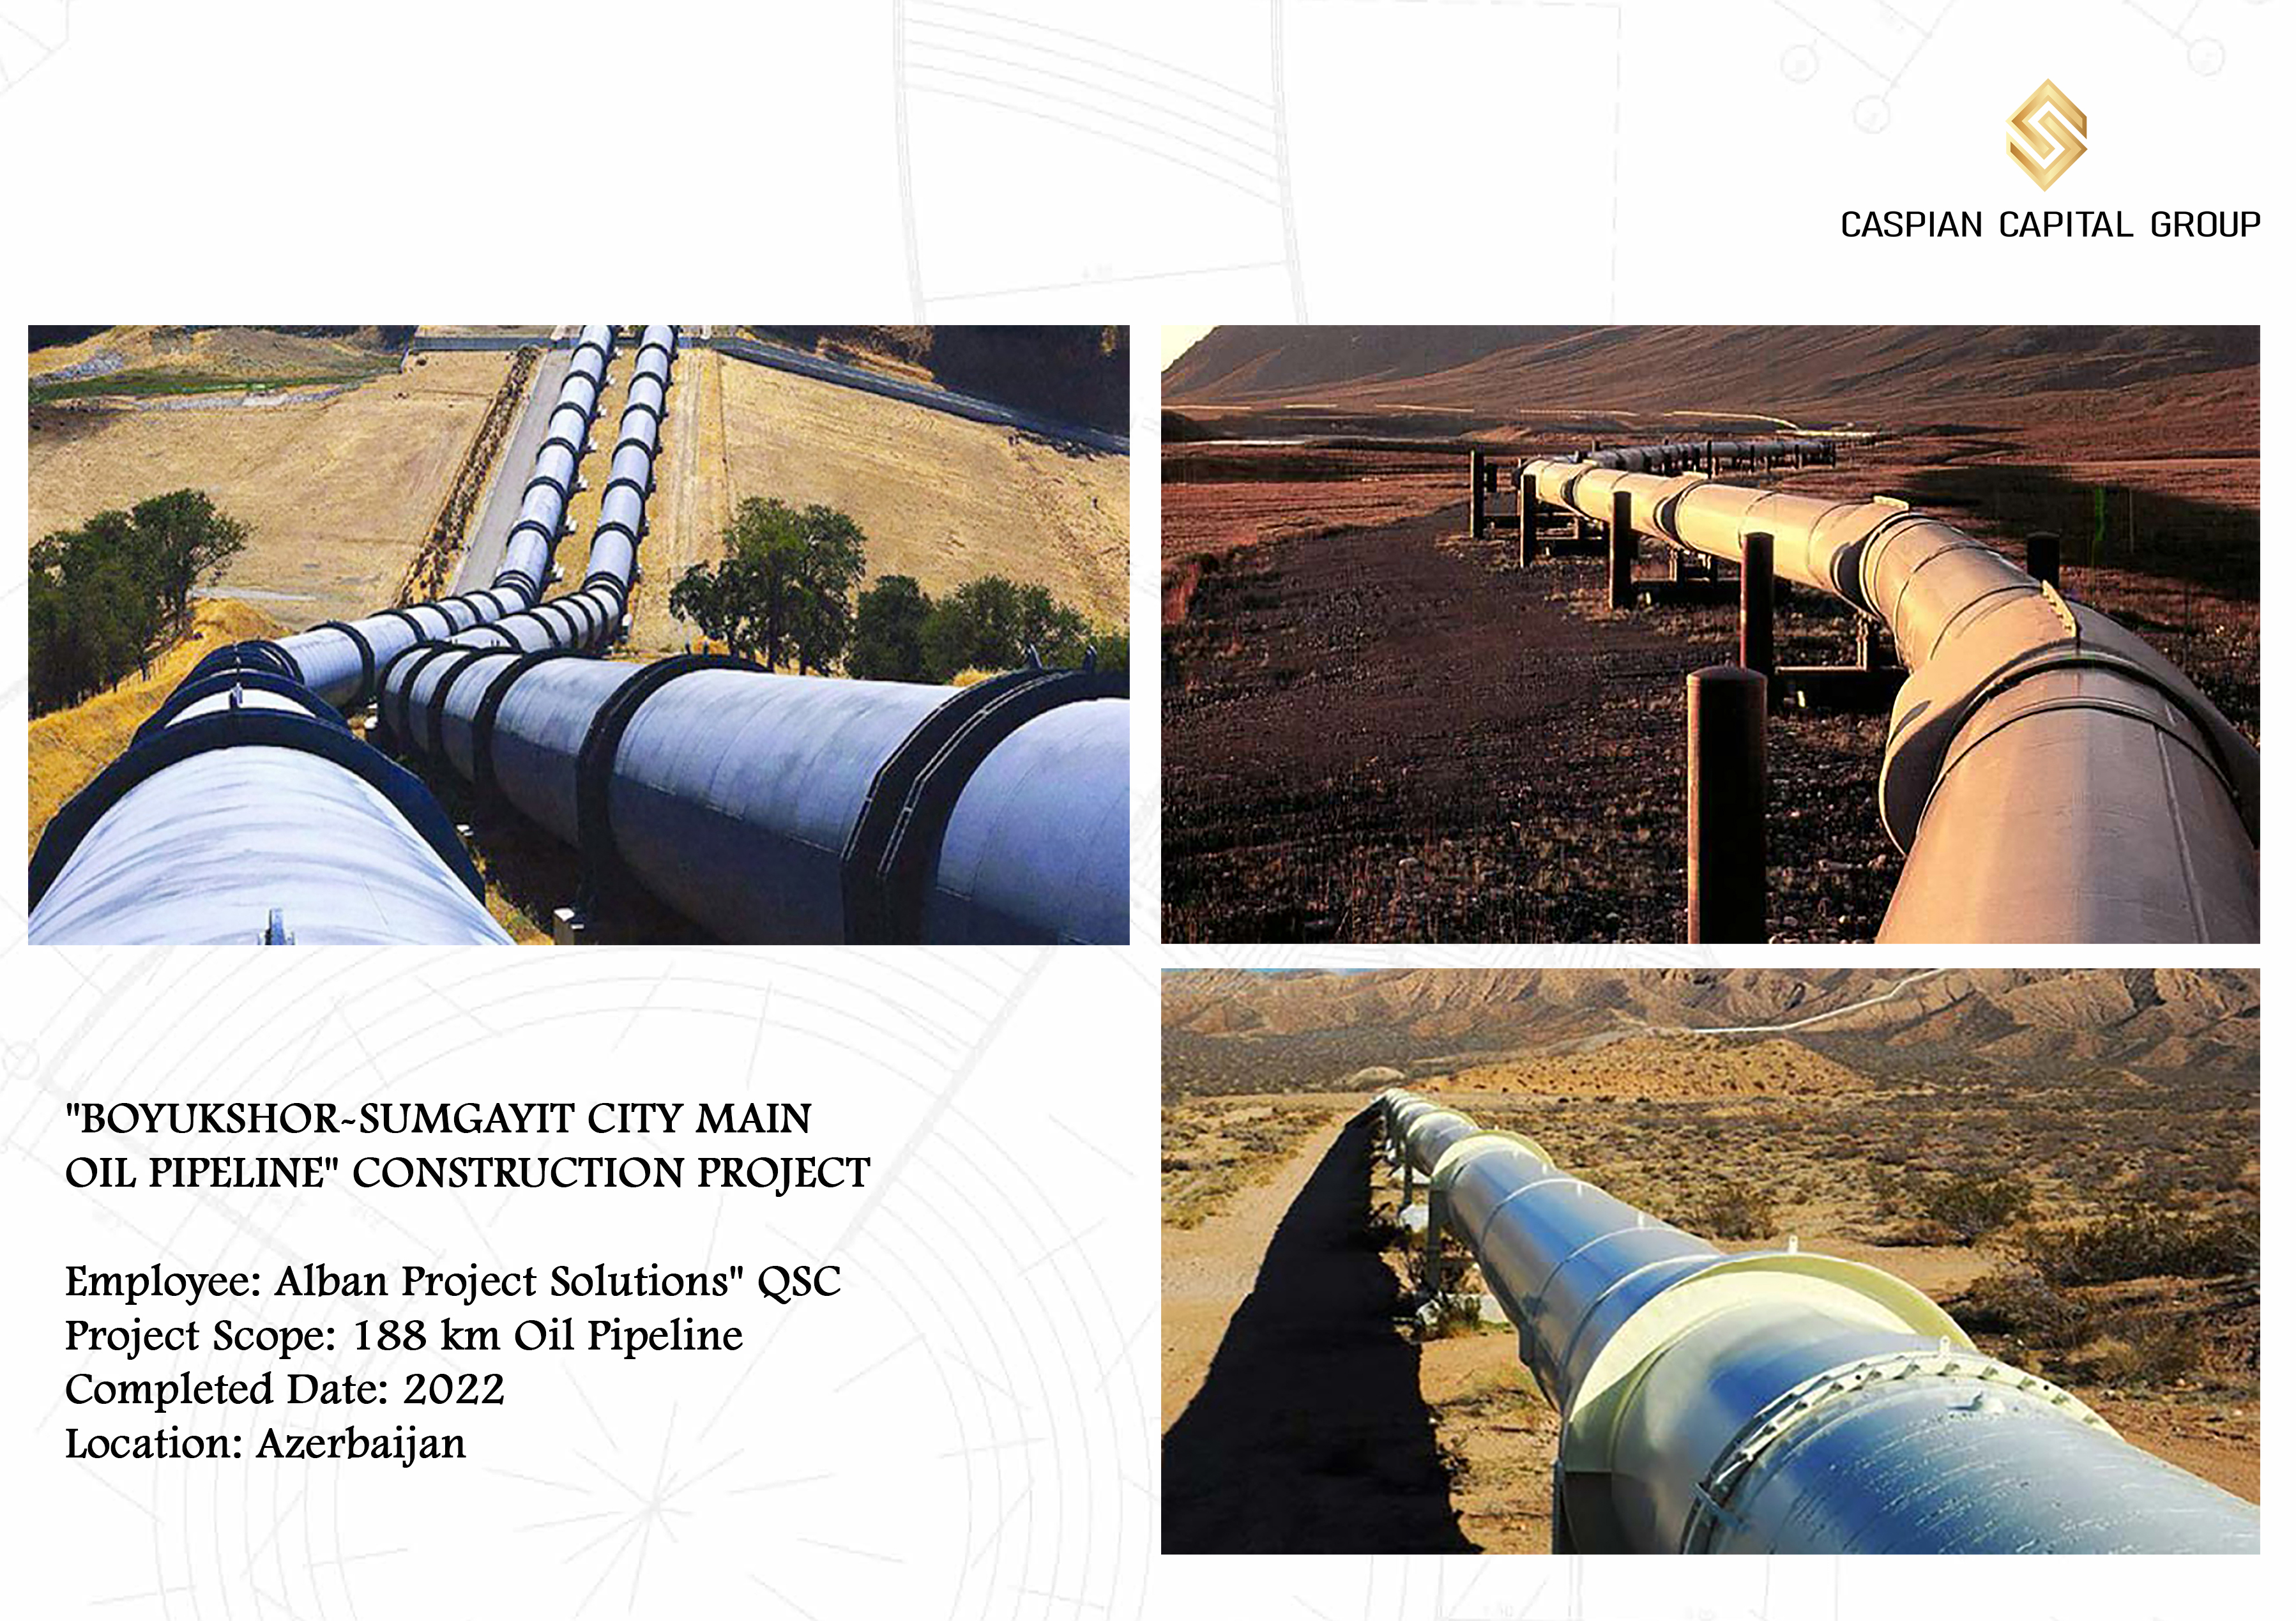 CASPIAN CAPITAL GROUP
"BOYUKSHOR-SUMGAYIT CITY MAIN
OIL PIPELINE" CONSTRUCTION PROJECT
Employee: Alban Project Solutions" QSC
Project Scope: 188 km Oil Pipeline
Completed Date: 2022
Location: Azerbaijan